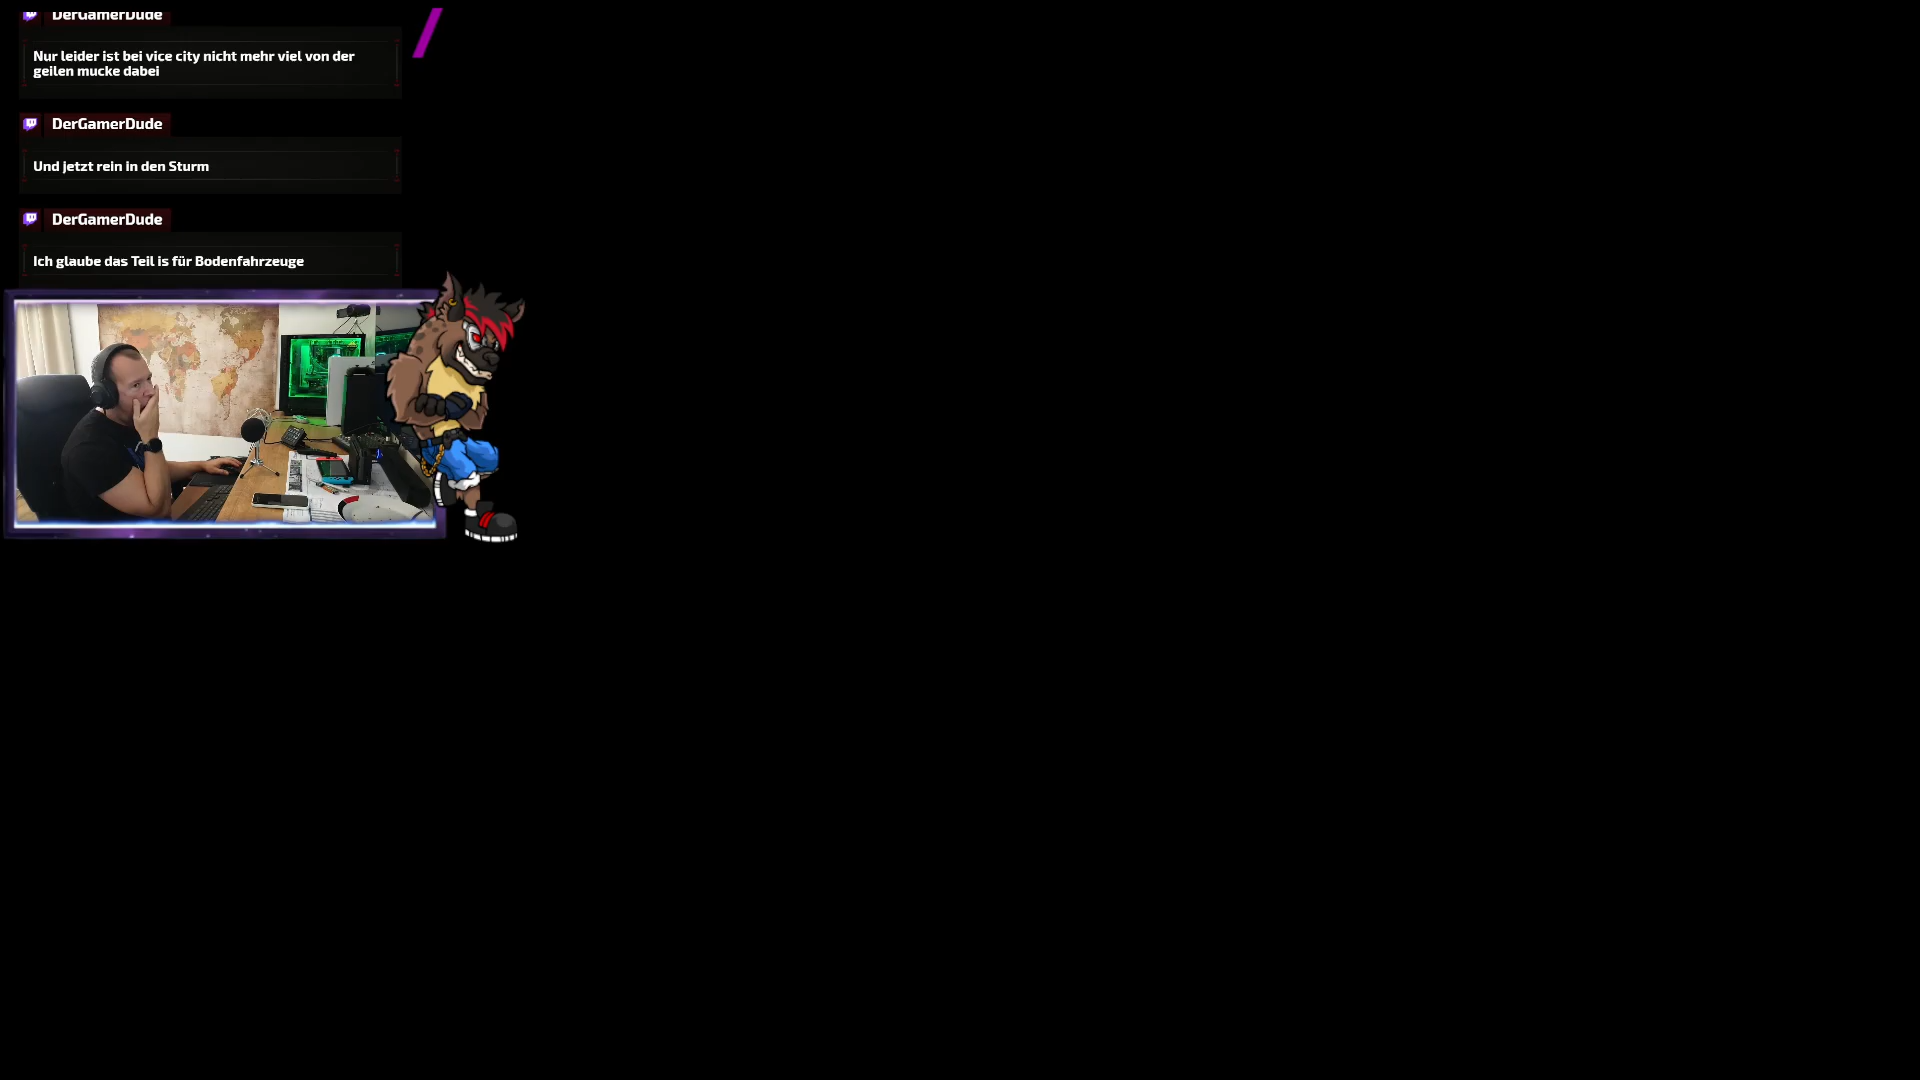 DerGamerDude
Nur leider ist bei vice city nicht mehr viel von der
geilen mucke dabei
DerGamerDude
Und jetzt rein in den Sturm
DerGamerDude
Ich glaube das Teil is für Bodenfahrzeuge